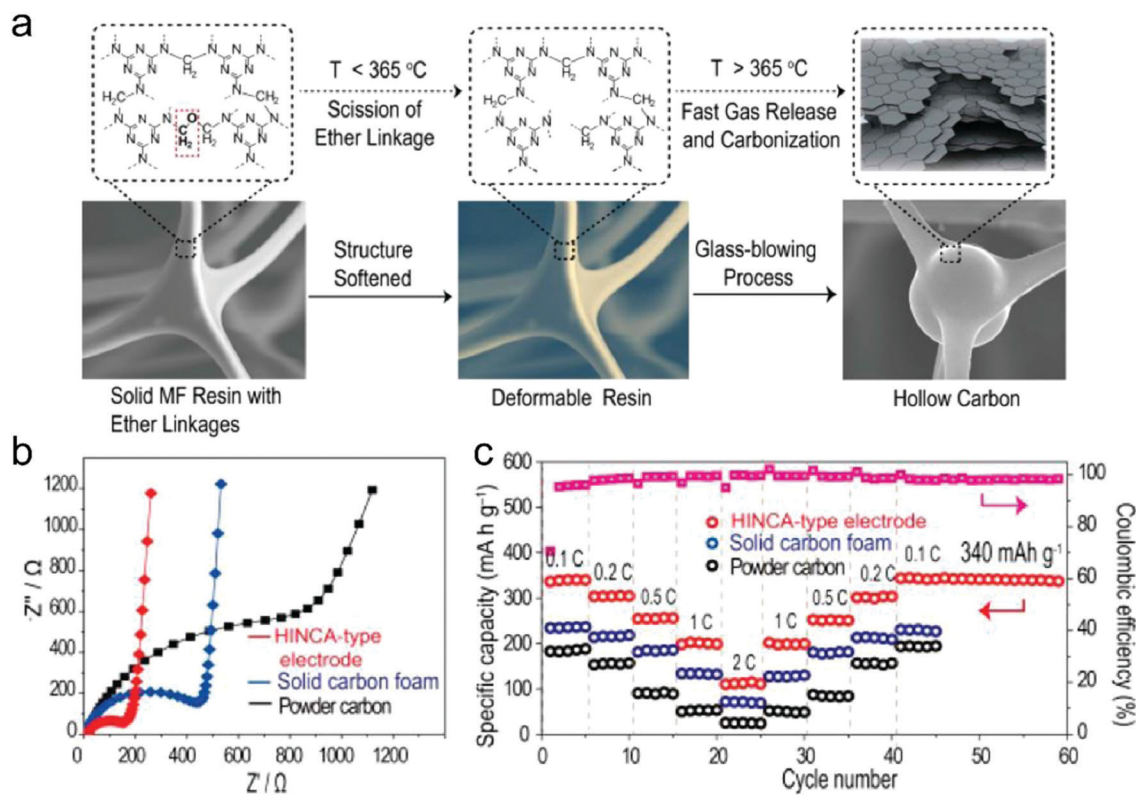 a
T < 365 °C
Scission of
Ether Linkage
T > 365 °C
Fast Gas Release
and Carbonization
Structure
Softened
Glass-blowing
Process
Solid MF Resin with
Ether Linkages
Deformable Resin
Hollow Carbon
b
-Z''/ Ω
1200
1000
800
600
400
200
0
HINCA-type
electrode
Solid carbon foam
Powder carbon
0 200 400 600 800 1000 1200
Z'/ Ω
c
Specific capacity (mA h g⁻¹)
600
500
400
300
200
100
0
HINCA-type electrode
Solid carbon foam
Powder carbon
0.1 C
0.2 C
0.5 C
1 C
2 C
1 C
0.5 C
0.2 C
0.1 C
340 mAh g⁻¹
100
80
60
40
20
0
Coulombic efficiency (%)
0 10 20 30 40 50 60
Cycle number